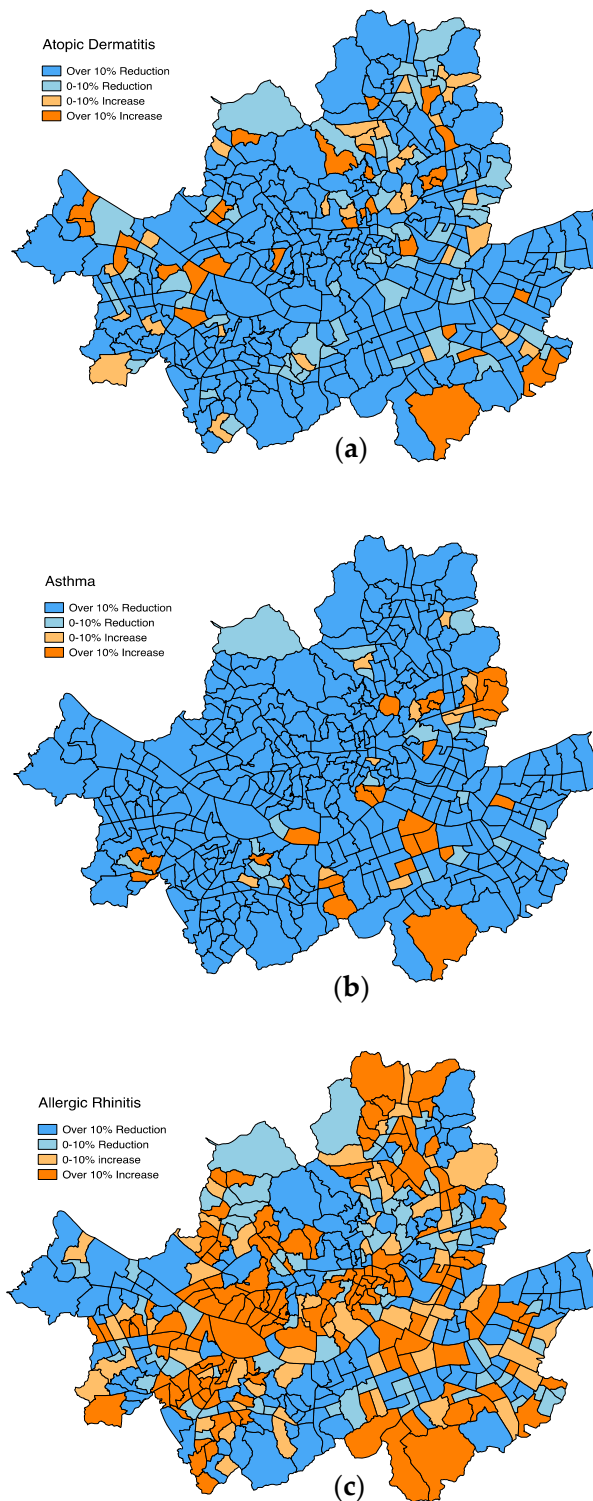 Atopic Dermatitis
Over 10% Reduction
0-10% Reduction
0-10% Increase
Over 10% Increase
(a)
Asthma
Over 10% Reduction
0-10% Reduction
0-10% Increase
Over 10% Increase
(b)
Allergic Rhinitis
Over 10% Reduction
0-10% Reduction
0-10% increase
Over 10% Increase
(c)